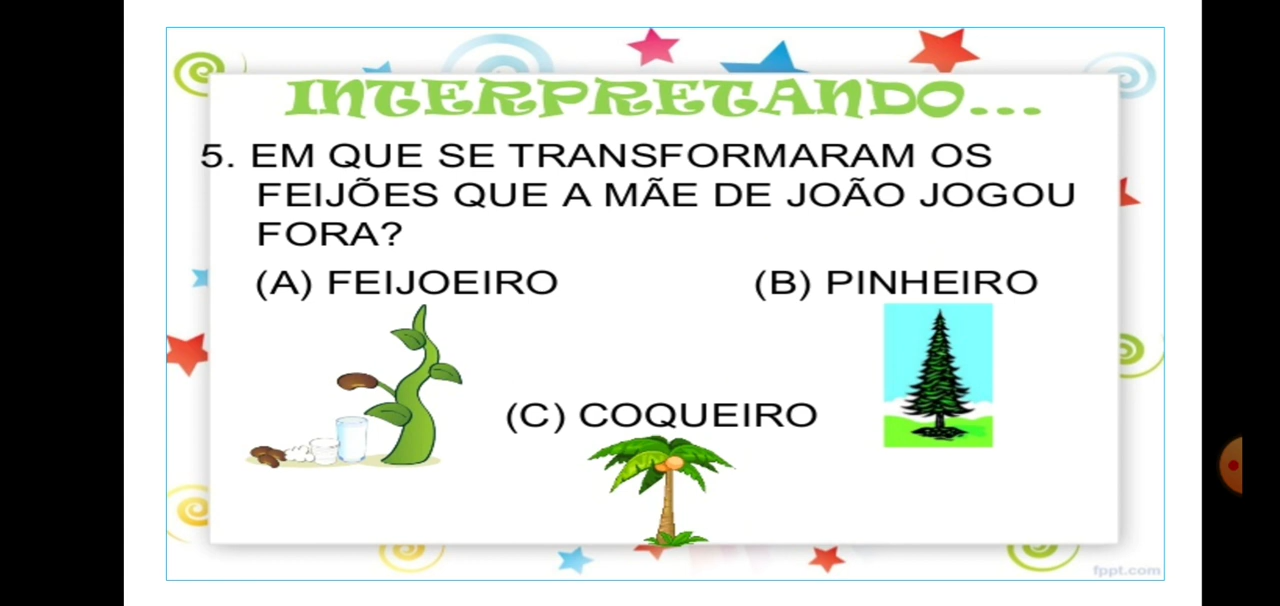 INTERPRETANDO...
5. EM QUE SE TRANSFORMARAM OS
FEIJÕES QUE A MÃE DE JOÃO JOGOU
FORA?
(A) FEIJOEIRO (B) PINHEIRO
(C) COQUEIRO
fppt.com